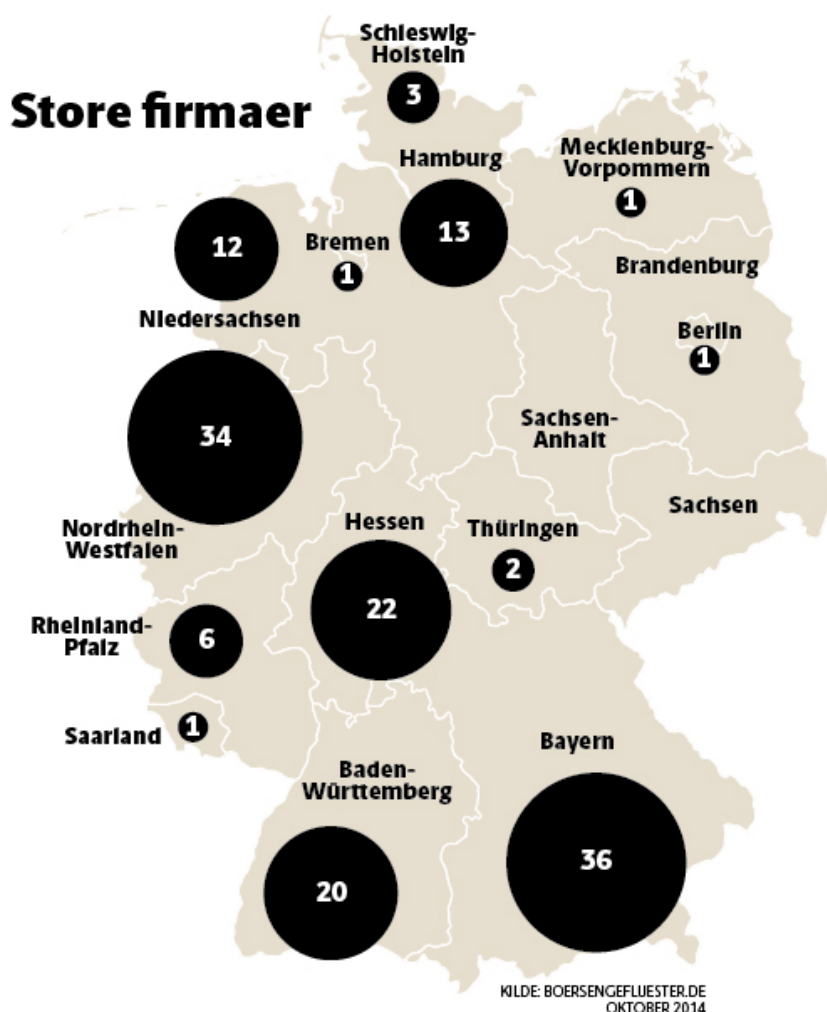 Store firmaer
Schleswig-
Holstein
3
Hamburg
13
Mecklenburg-
Vorpommern
1
12
Niedersachsen
Bremen
1
Brandenburg
Berlin
1
34
Nordrhein-
Westfalen
Sachsen-
Anhalt
Sachsen
Hessen
22
Thüringen
2
Rheinland-
Pfalz
6
Saarland
1
Baden-
Württemberg
20
Bayern
36
KILDE: BOERSENGEFLUESTER.DE
OKTOBER 2014